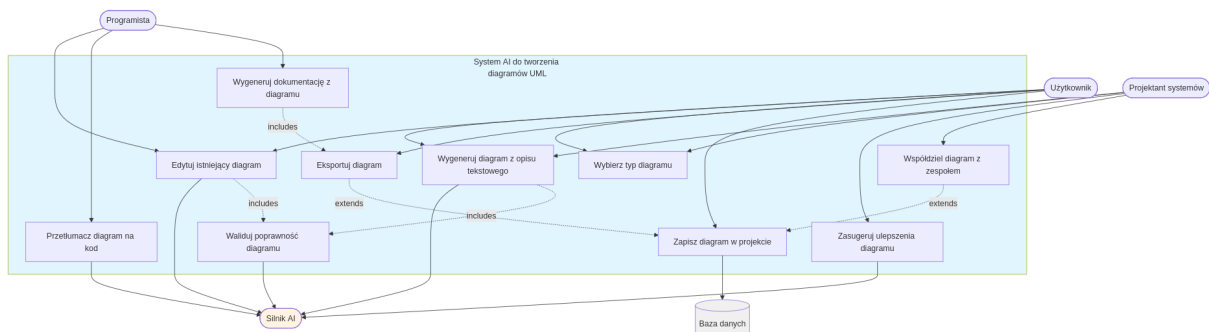 Programista
System AI do tworzenia
diagramów UML
Wygeneruj dokumentację z
diagramu
Użytkownik
Projektant systemów
includes
Edytuj istniejący diagram
Eksportuj diagram
Wygeneruj diagram z opisu
tekstowego
Wybierz typ diagramu
Współdziel diagram z
zespołem
includes
extends
includes
extends
Przetłumacz diagram na
kod
Waliduj poprawność
diagramu
Zapisz diagram w projekcie
Zasugeruj ulepszenia
diagramu
Silnik AI
Baza danych